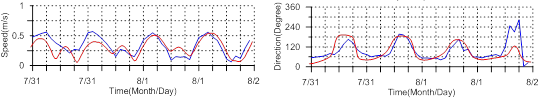 1
0.5
0
Speed(m/s)
7/31 7/31 8/1 8/1 8/2
Time(Month/Day)
360
240
120
0
Direction(Degree)
7/31 7/31 8/1 8/1 8/2
Time(Month/Day)